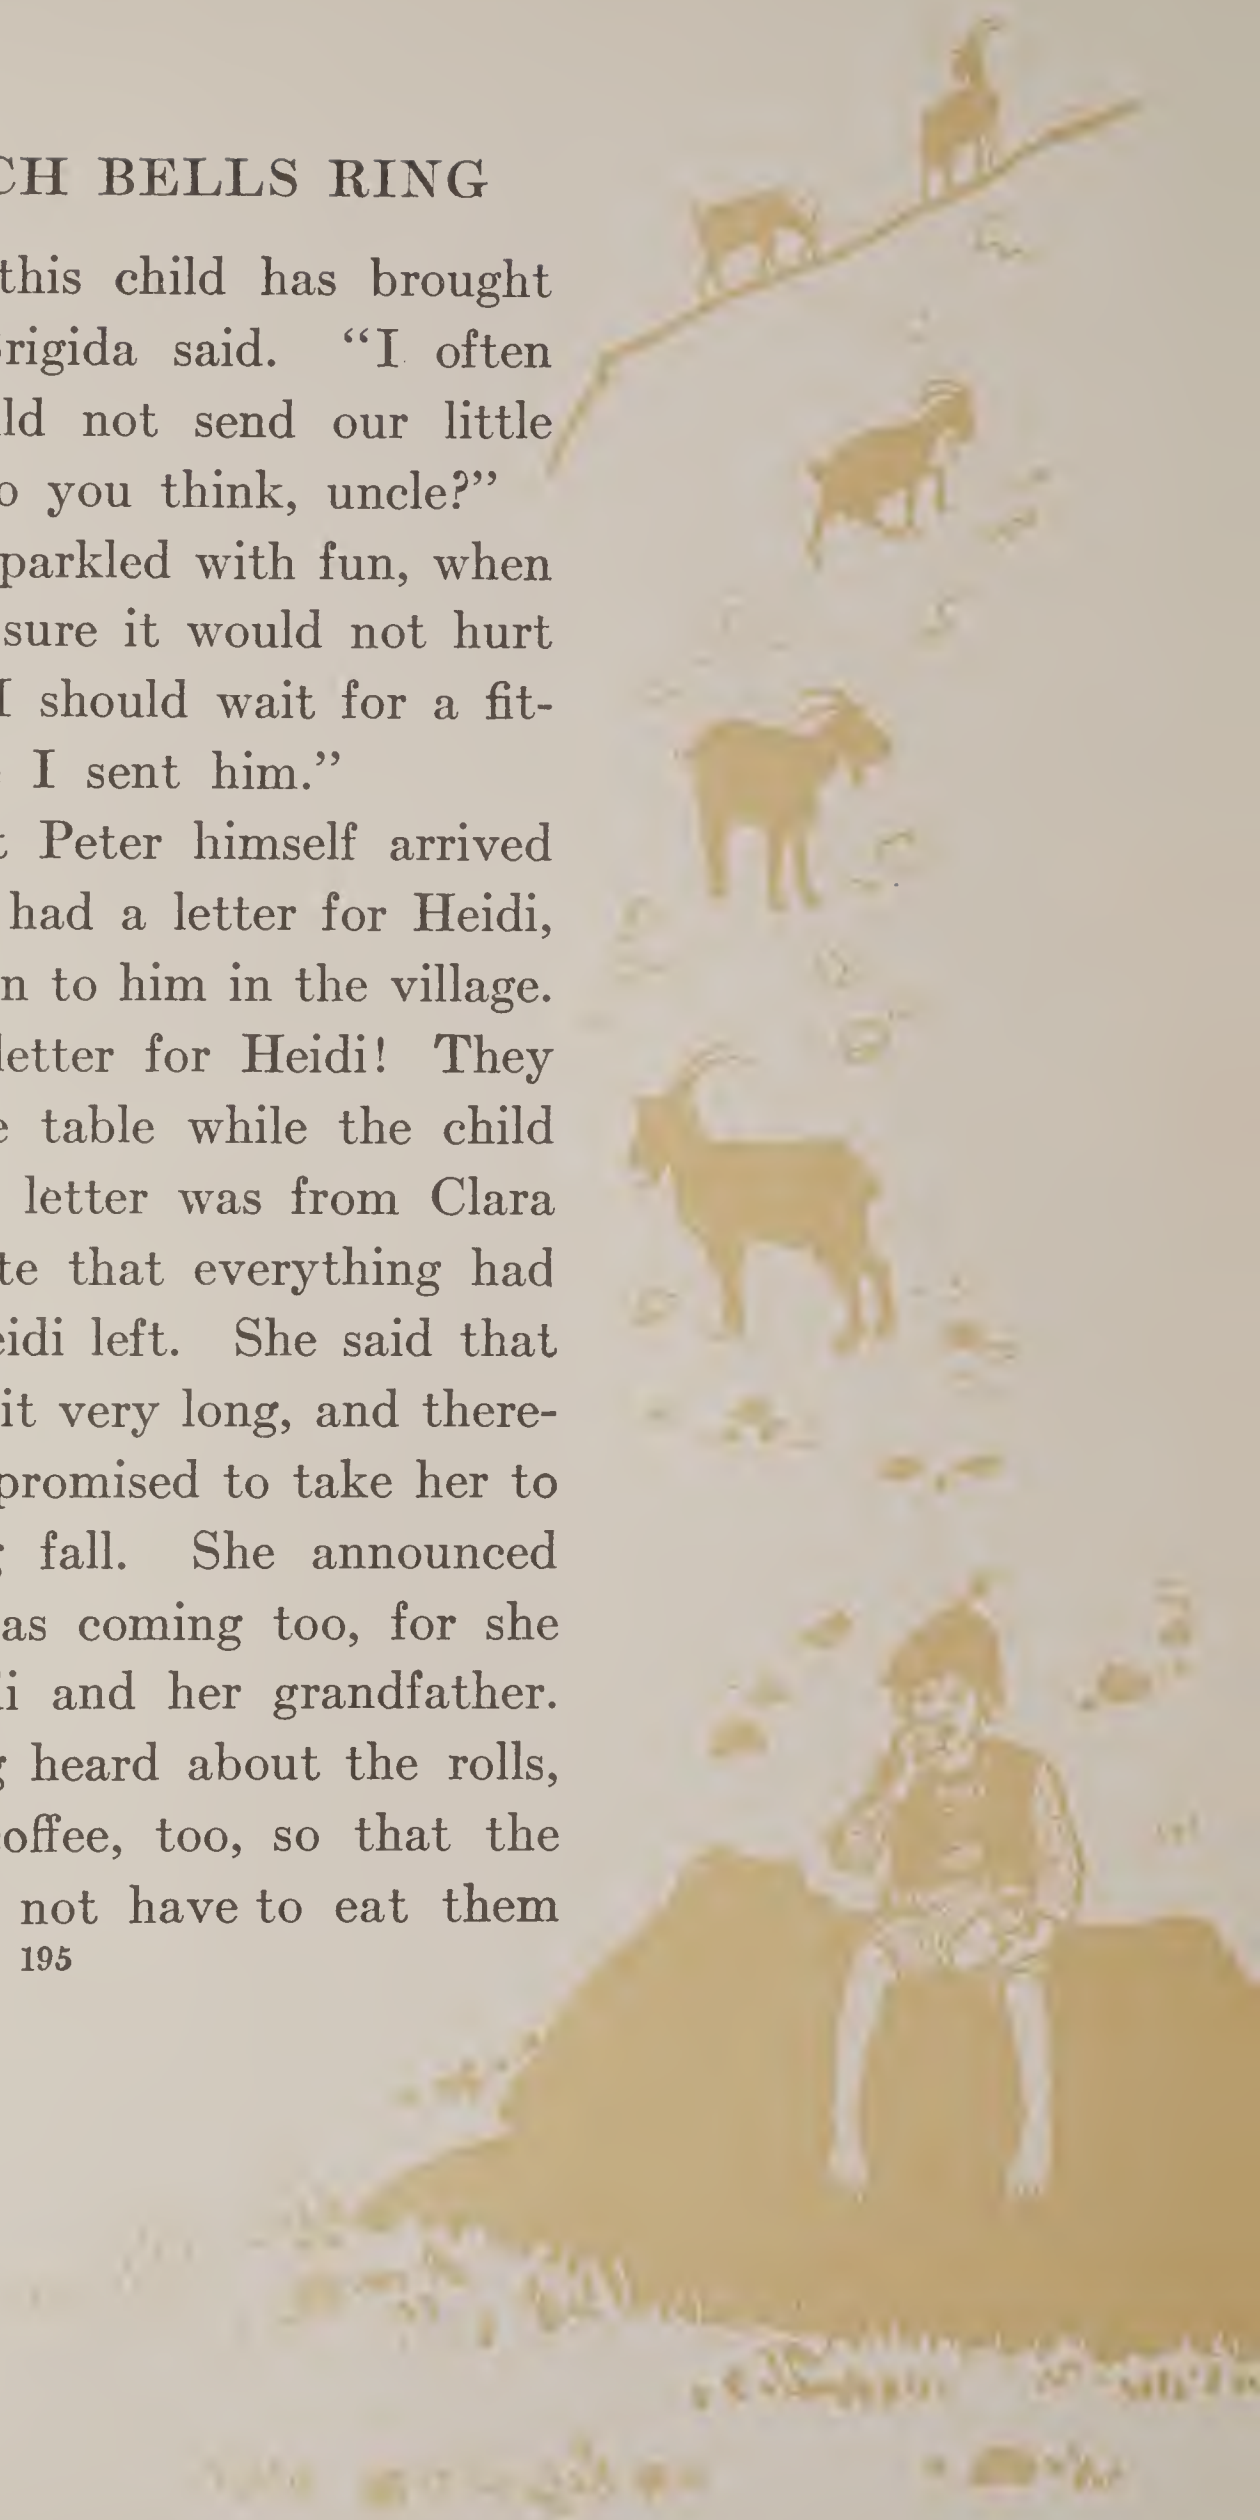 CH BELLS RING
this child has brought
rigida said. “I often
ld not send our little
o you think, uncle?”
parkled with fun, when
sure it would not hurt
I should wait for a fit-
I sent him.”
t Peter himself arrived
had a letter for Heidi,
n to him in the village.
letter for Heidi! They
e table while the child
letter was from Clara
te that everything had
eidi left. She said that
it very long, and there-
promised to take her to
g fall. She announced
as coming too, for she
di and her grandfather.
g heard about the rolls,
coffee, too, so that the
not have to eat them
195